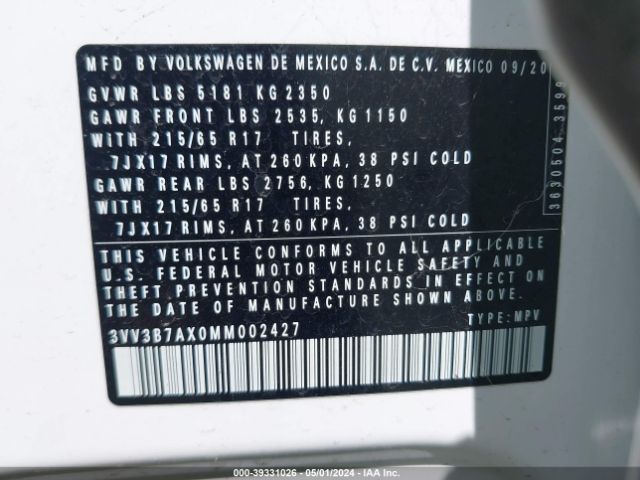 MFD BY VOLKSWAGEN DE MEXICO S.A. DE C.V. MEXICO 09/20
GVWR LBS 5181 KG 2350
GAWR FRONT LBS 2535, KG 1150
WITH 215/65 R17 TIRES,
7JX17 RIMS, AT 260 KPA, 38 PSI COLD
GAWR REAR LBS 2756, KG 1250
WITH 215/65 R17 TIRES,
7JX17 RIMS, AT 260 KPA, 38 PSI COLD
THIS VEHICLE CONFORMS TO ALL APPLICABLE
U.S. FEDERAL MOTOR VEHICLE SAFETY AND
THEFT PREVENTION STANDARDS IN EFFECT ON
THE DATE OF MANUFACTURE SHOWN ABOVE.
3VV3B7AX0MM002427 TYPE: MPV
000-39331026 - 05/01/2024 - IAA Inc.